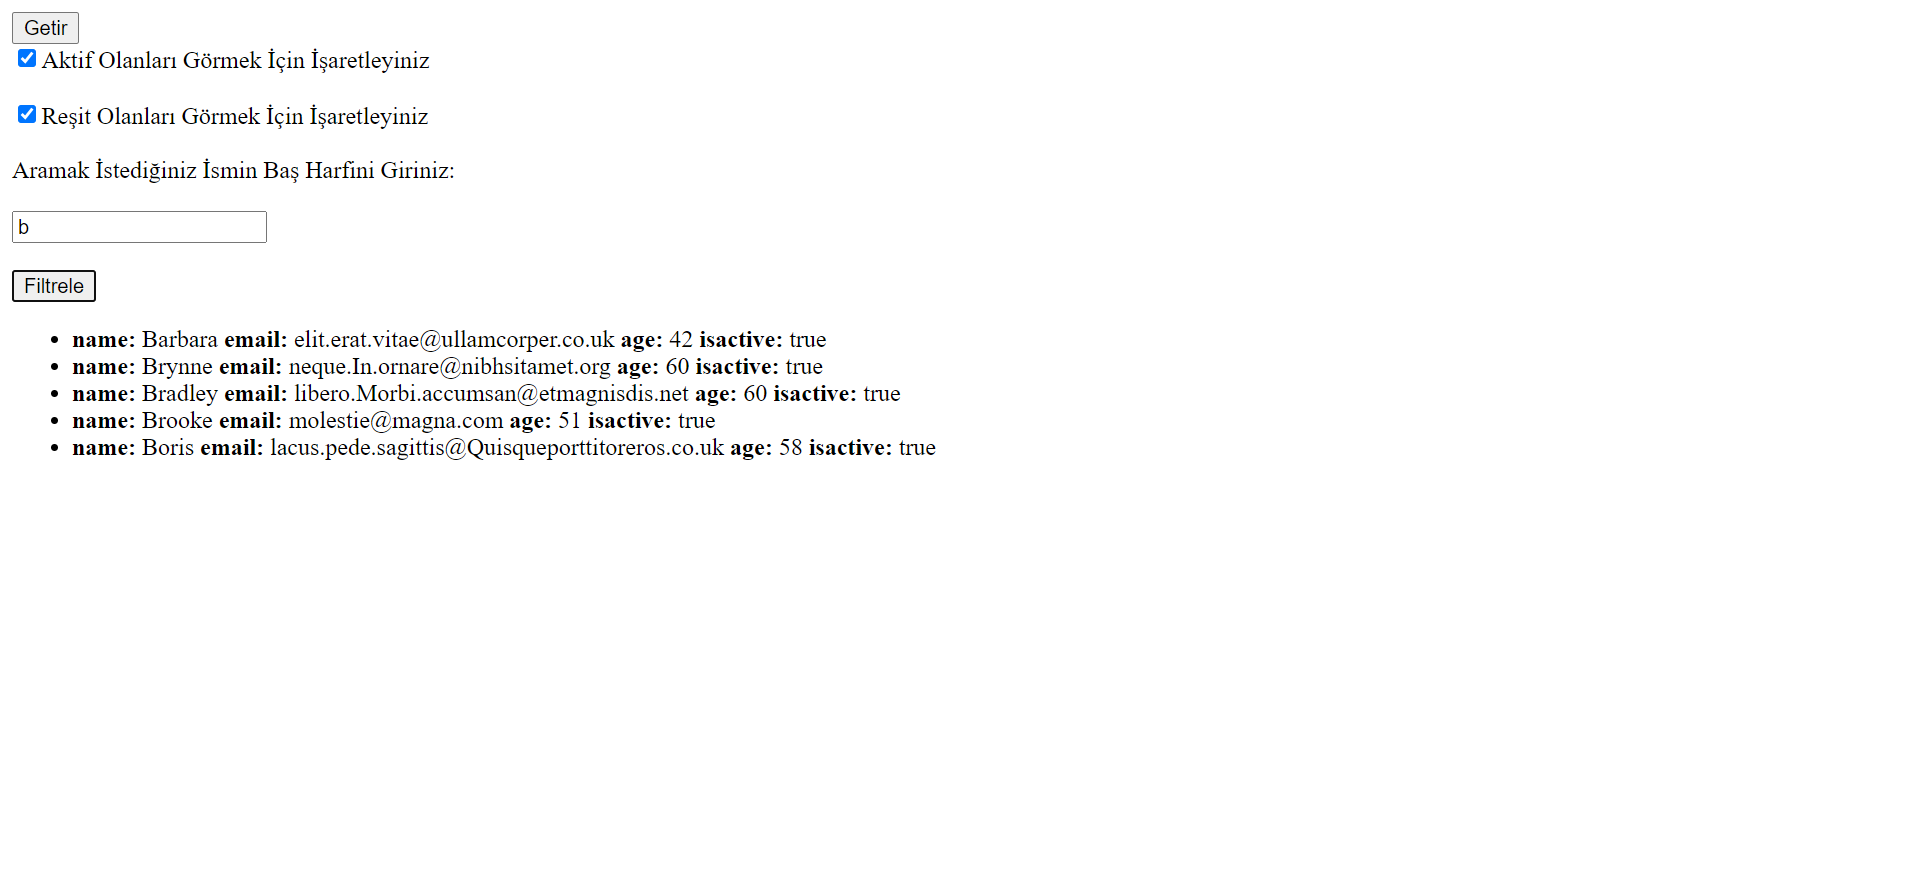 Getir
Aktif Olanları Görmek İçin İşaretleyiniz
Reşit Olanları Görmek İçin İşaretleyiniz
Aramak İstediğiniz İsmin Baş Harfini Giriniz:
b
Filtrele
• name: Barbara email: elit.erat.vitae@ullamcorper.co.uk age: 42 isactive: true
• name: Brynne email: neque.In.ornare@nibhsitamet.org age: 60 isactive: true
• name: Bradley email: libero.Morbi.accumsan@etmagnisdis.net age: 60 isactive: true
• name: Brooke email: molestie@magna.com age: 51 isactive: true
• name: Boris email: lacus.pede.sagittis@Quisqueporttitoreros.co.uk age: 58 isactive: true